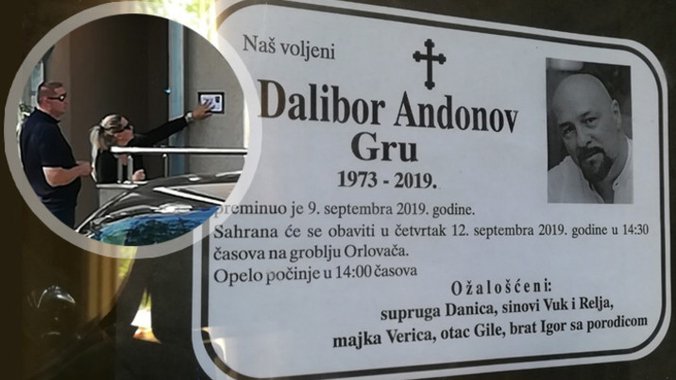 Naš voljeni
Dalibor Andonov
Gru
1973 - 2019.
preminuo je 9. septembra 2019. godine.
Sahrana će se obaviti u četvrtak 12. septembra 2019. godine u 14:30
časova na groblju Orlovača.
Opelo počinje u 14:00 časova
Ožalošćeni:
supruga Danica, sinovi Vuk i Relja,
majka Verica, otac Gile, brat Igor sa porodicom